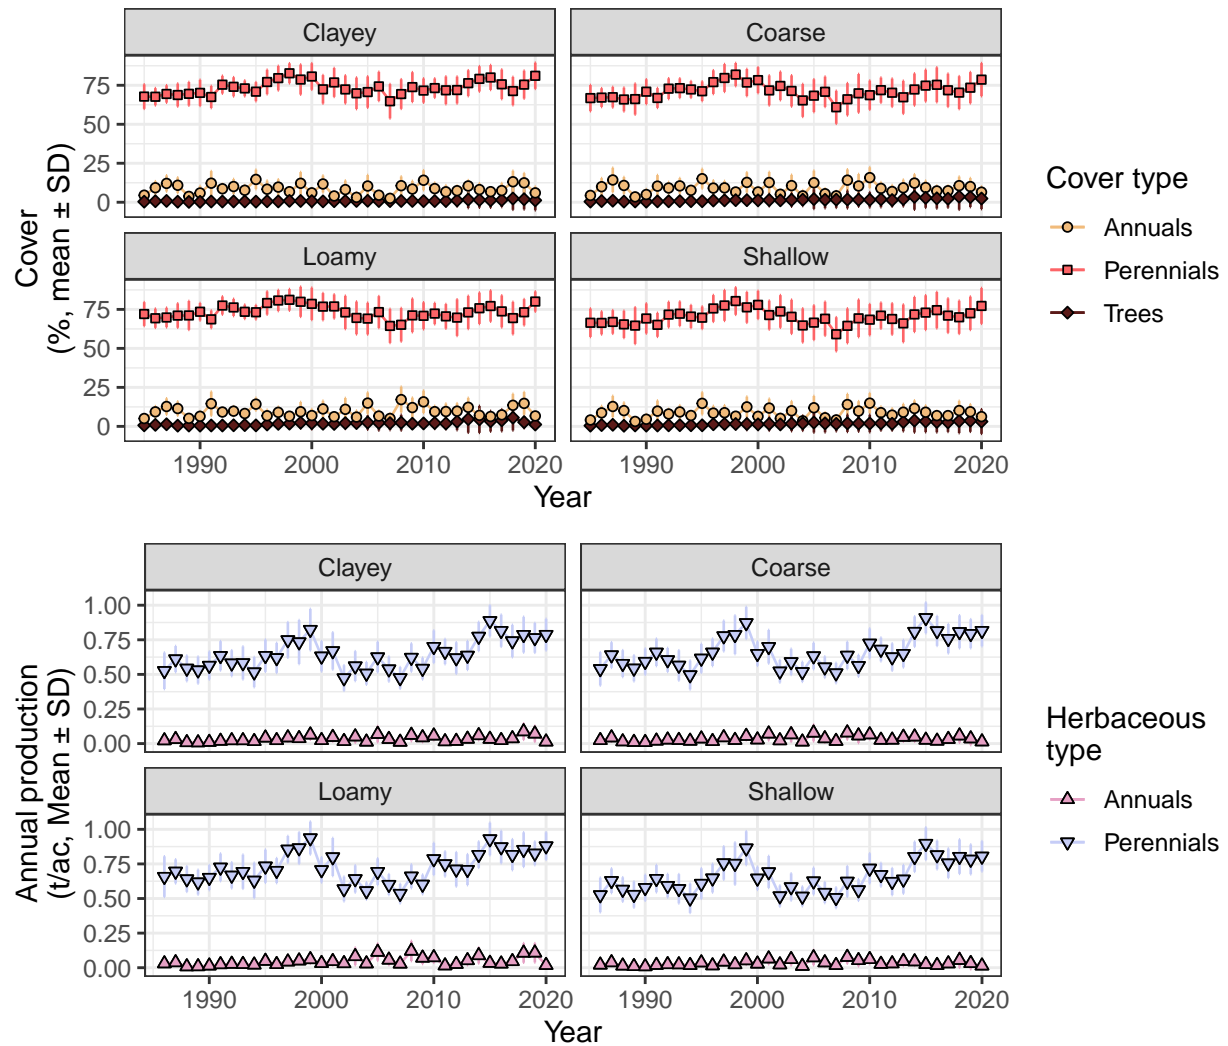 Clayey
Coarse
75
50
25
0
Loamy
Shallow
75
50
25
0
1990
2000
2010
2020
1990
2000
2010
2020
Year
Cover
(%, mean ± SD)
Cover type
Annuals
Perennials
Trees
Clayey
Coarse
1.00
0.75
0.50
0.25
0.00
Loamy
Shallow
1.00
0.75
0.50
0.25
0.00
1990
2000
2010
2020
1990
2000
2010
2020
Year
Annual production
(t/ac, Mean ± SD)
Herbaceous
type
Annuals
Perennials